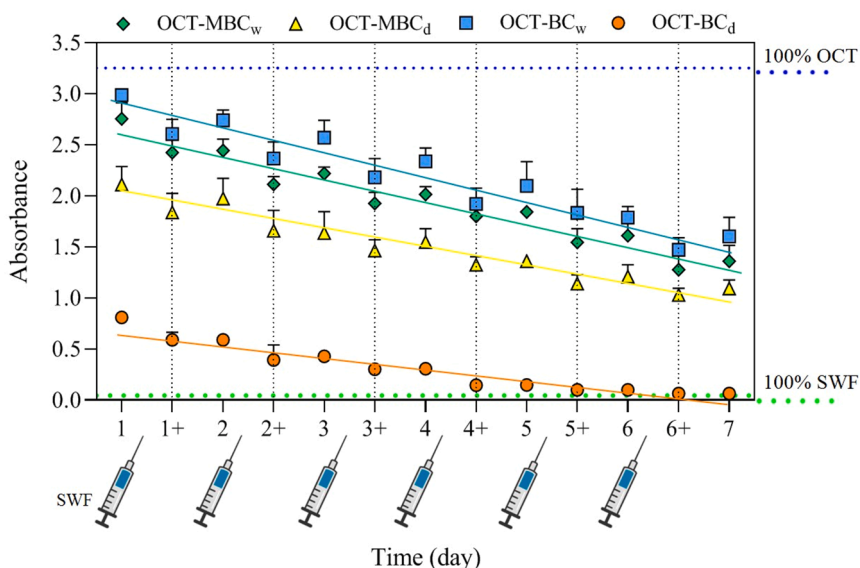 OCT-MBCw OCT-MBCd OCT-BCw OCT-BCd
3.5
100% OCT
3.0
2.5
2.0
1.5
1.0
0.5
100% SWF
0.0
Absorbance
1 1+ 2 2+ 3 3+ 4 4+ 5 5+ 6 6+ 7
SWF
Time (day)